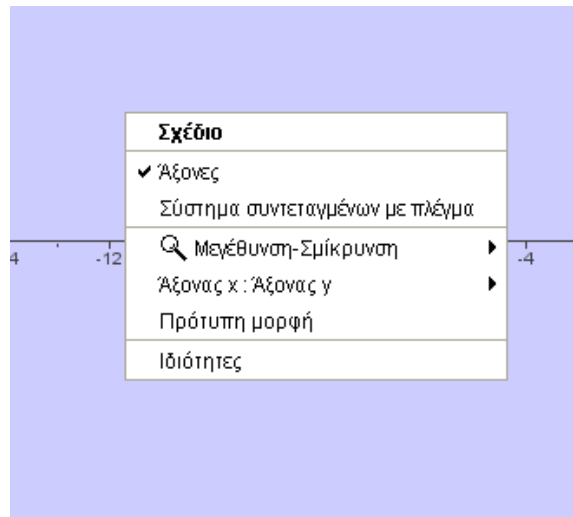 Σχέδιο
Άξονες
Σύστημα συντεταγμένων με πλέγμα
4 -12 Μεγέθυνση-Σμίκρυνση -4
Άξονας x : Άξονας y
Πρότυπη μορφή
Ιδιότητες